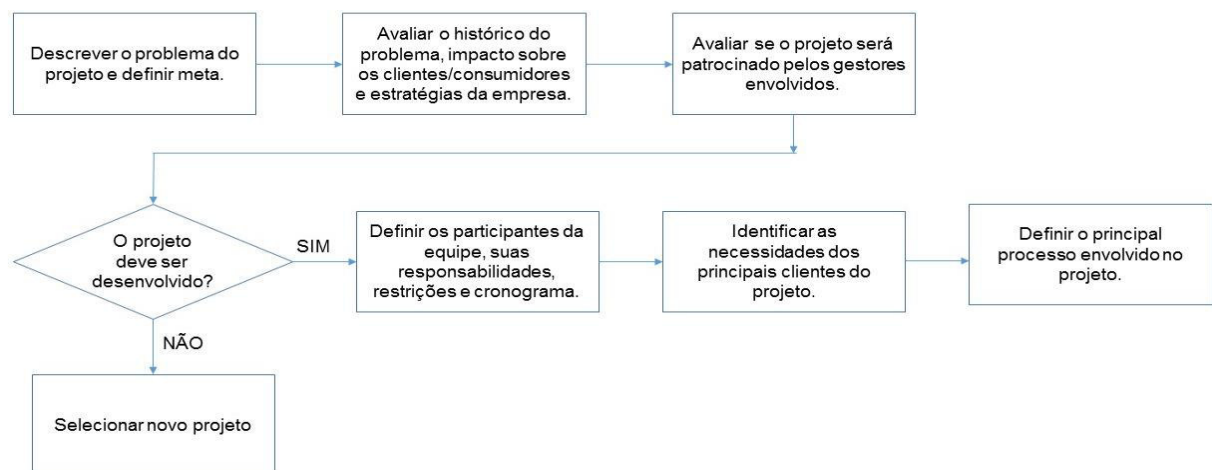 Descrever o problema do
projeto e definir meta.
Avaliar o histórico do
problema, impacto sobre
os clientes/consumidores
e estratégias da empresa.
Avaliar se o projeto será
patrocinado pelos gestores
envolvidos.
O projeto
deve ser
desenvolvido?
SIM
Definir os participantes da
equipe, suas
responsabilidades,
restrições e cronograma.
Identificar as
necessidades dos
principais clientes do
projeto.
Definir o principal
processo envolvido no
projeto.
NÃO
Selecionar novo projeto